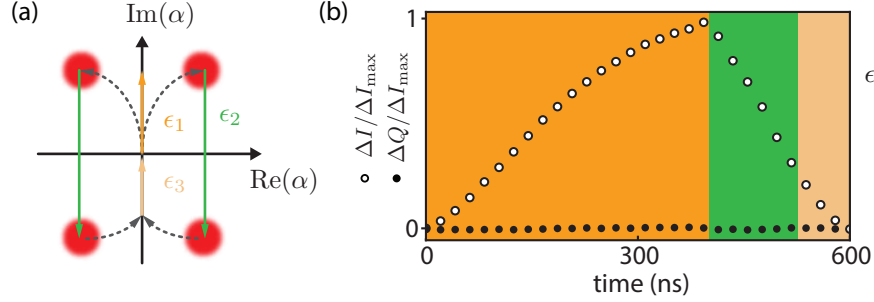 (a)
Im(α)
ϵ₁
ϵ₂
ϵ₃
Re(α)
(b)
ΔI/ΔIₘₐₓ
ΔQ/ΔIₘₐₓ
1
0
0
300
600
time (ns)
ϵ